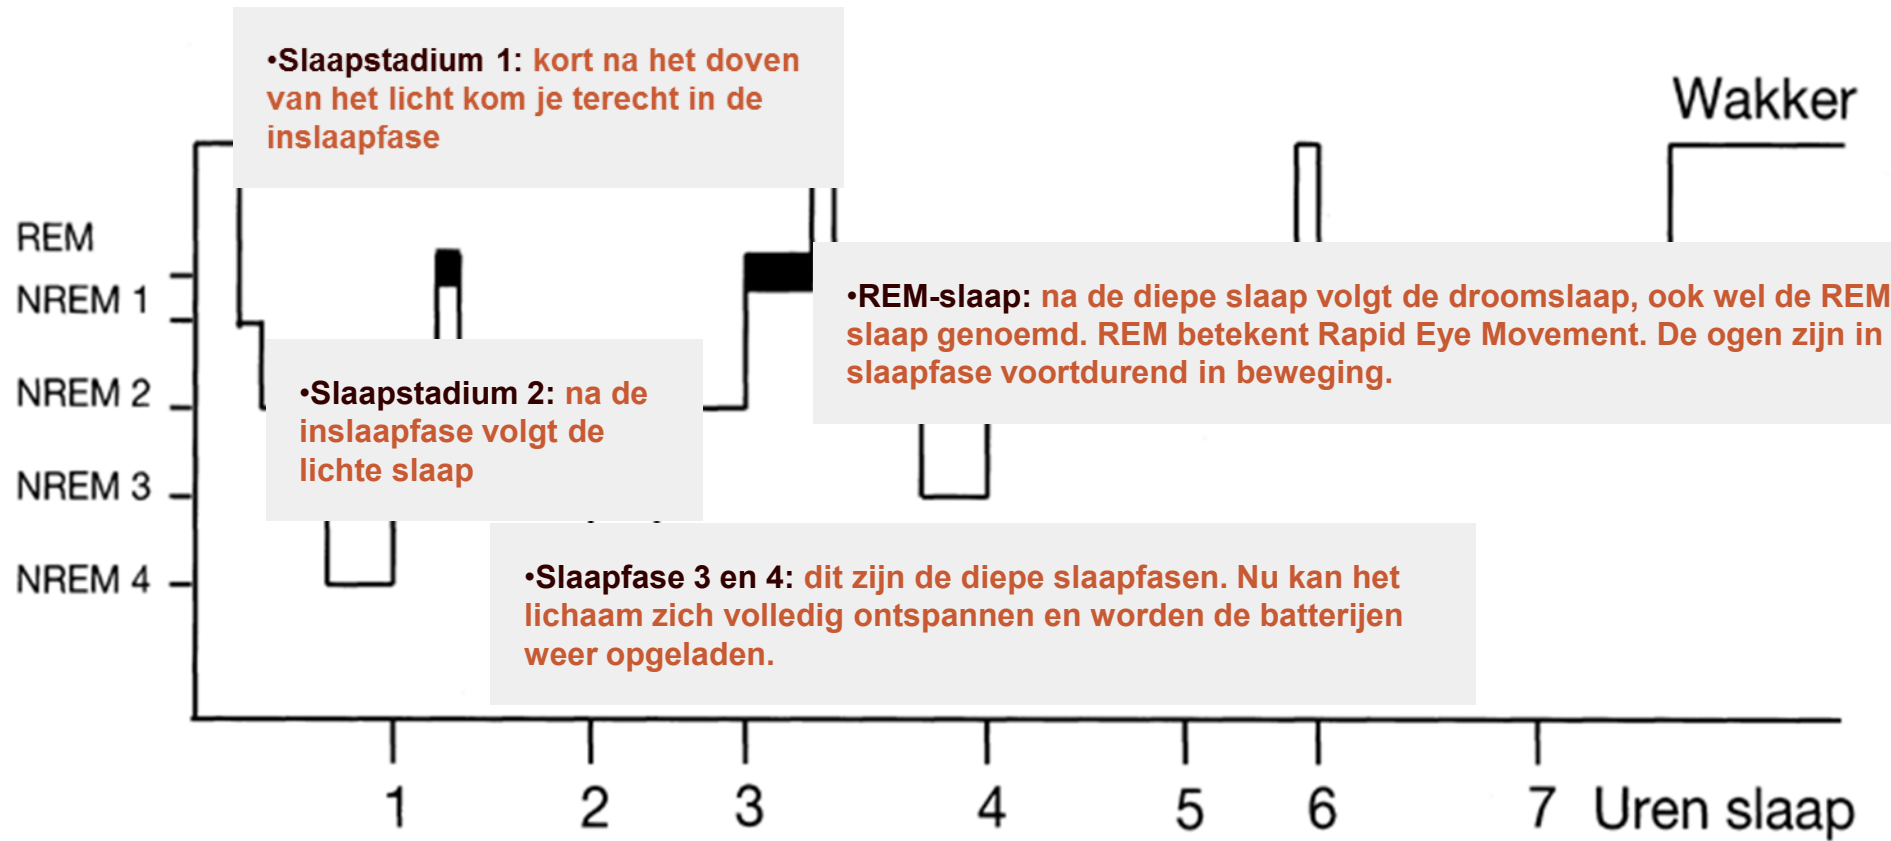 •Slaapstadium 1: kort na het doven
van het licht kom je terecht in de
inslaapfase
Wakker
REM
NREM 1
NREM 2
NREM 3
NREM 4
•REM-slaap: na de diepe slaap volgt de droomslaap, ook wel de REM
slaap genoemd. REM betekent Rapid Eye Movement. De ogen zijn in
slaapfase voortdurend in beweging.
•Slaapstadium 2: na de
inslaapfase volgt de
lichte slaap
•Slaapfase 3 en 4: dit zijn de diepe slaapfasen. Nu kan het
lichaam zich volledig ontspannen en worden de batterijen
weer opgeladen.
1 2 3 4 5 6 7 Uren slaap